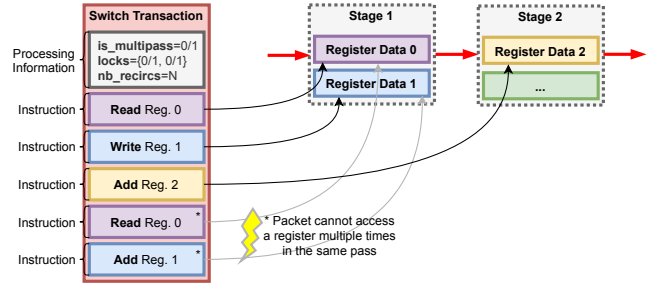 Switch Transaction
Processing
Information
is_multipass=0/1
locks={0/1, 0/1}
nb_recircs=N
Instruction
Read Reg. 0
Instruction
Write Reg. 1
Instruction
Add Reg. 2
Instruction
Read Reg. 0 *
Instruction
Add Reg. 1 *
Stage 1
Register Data 0
Register Data 1
Stage 2
Register Data 2
...
* Packet cannot access
a register multiple times
in the same pass